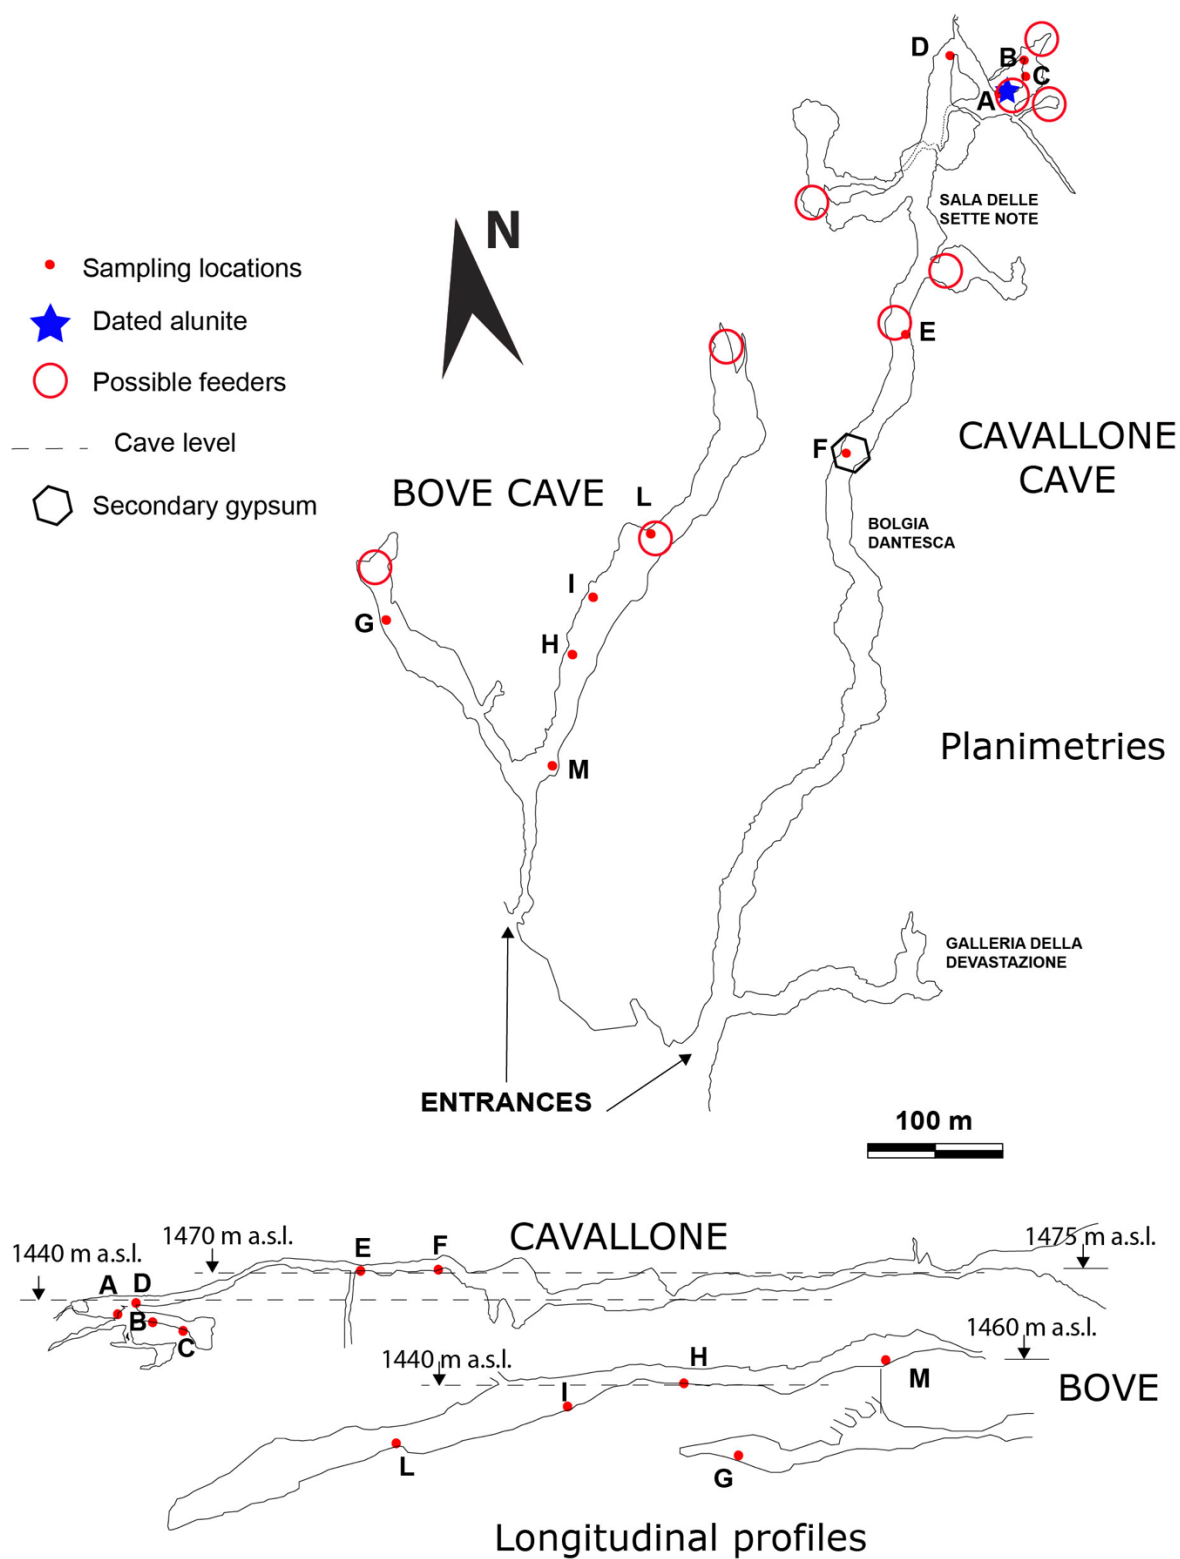 D
B
C
A
SALA DELLE
SETTE NOTE
N
Sampling locations
Dated alunite
Possible feeders
Cave level
Secondary gypsum
E
CAVALLONE
CAVE
F
BOVE CAVE
L
BOLGIA
DANTESCA
I
G
H
M
Planimetries
GALLERIA DELLA
DEVASTAZIONE
ENTRANCES
100 m
CAVALLONE
1470 m a.s.l.
1475 m a.s.l.
1440 m a.s.l.
E
F
A
D
B
C
1460 m a.s.l.
1440 m a.s.l.
H
M
BOVE
I
L
G
Longitudinal profiles